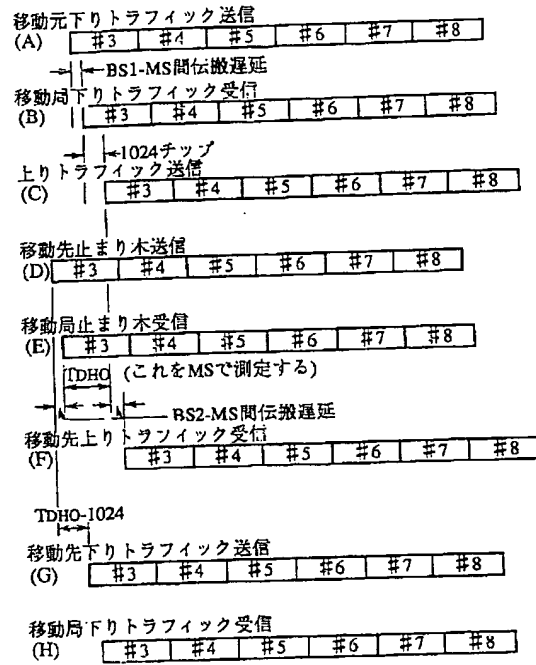 移動元下りトラフィック送信
(A) #3 #4 #5 #6 #7 #8
BS1-MS間伝搬遅延
移動局下りトラフィック受信
(B) #3 #4 #5 #6 #7 #8
1024チップ
上りトラフィック送信
(C) #3 #4 #5 #6 #7 #8
移動先止まり木送信
(D) #3 #4 #5 #6 #7 #8
移動局止まり木受信
(E) #3 #4 #5 #6 #7 #8
TDHO (これをMSで測定する)
BS2-MS間伝搬遅延
移動先上りトラフィック受信
(F) #3 #4 #5 #6 #7 #8
TDHO-1024
移動先下りトラフィック送信
(G) #3 #4 #5 #6 #7 #8
移動局下りトラフィック受信
(H) #3 #4 #5 #6 #7 #8